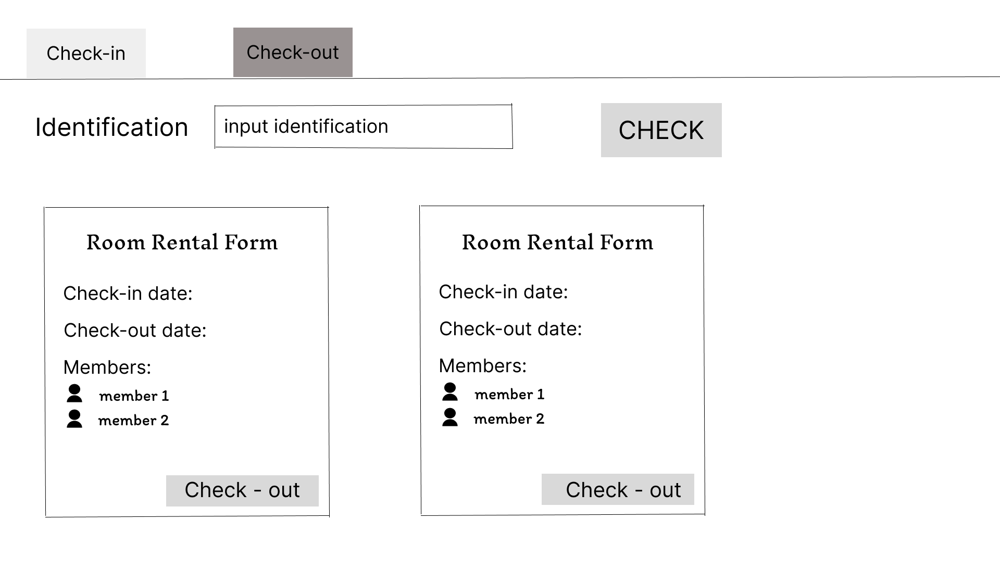 Check-in
Check-out
Identification
input identification
CHECK
Room Rental Form
Check-in date:
Check-out date:
Members:
member 1
member 2
Check - out
Room Rental Form
Check-in date:
Check-out date:
Members:
member 1
member 2
Check - out